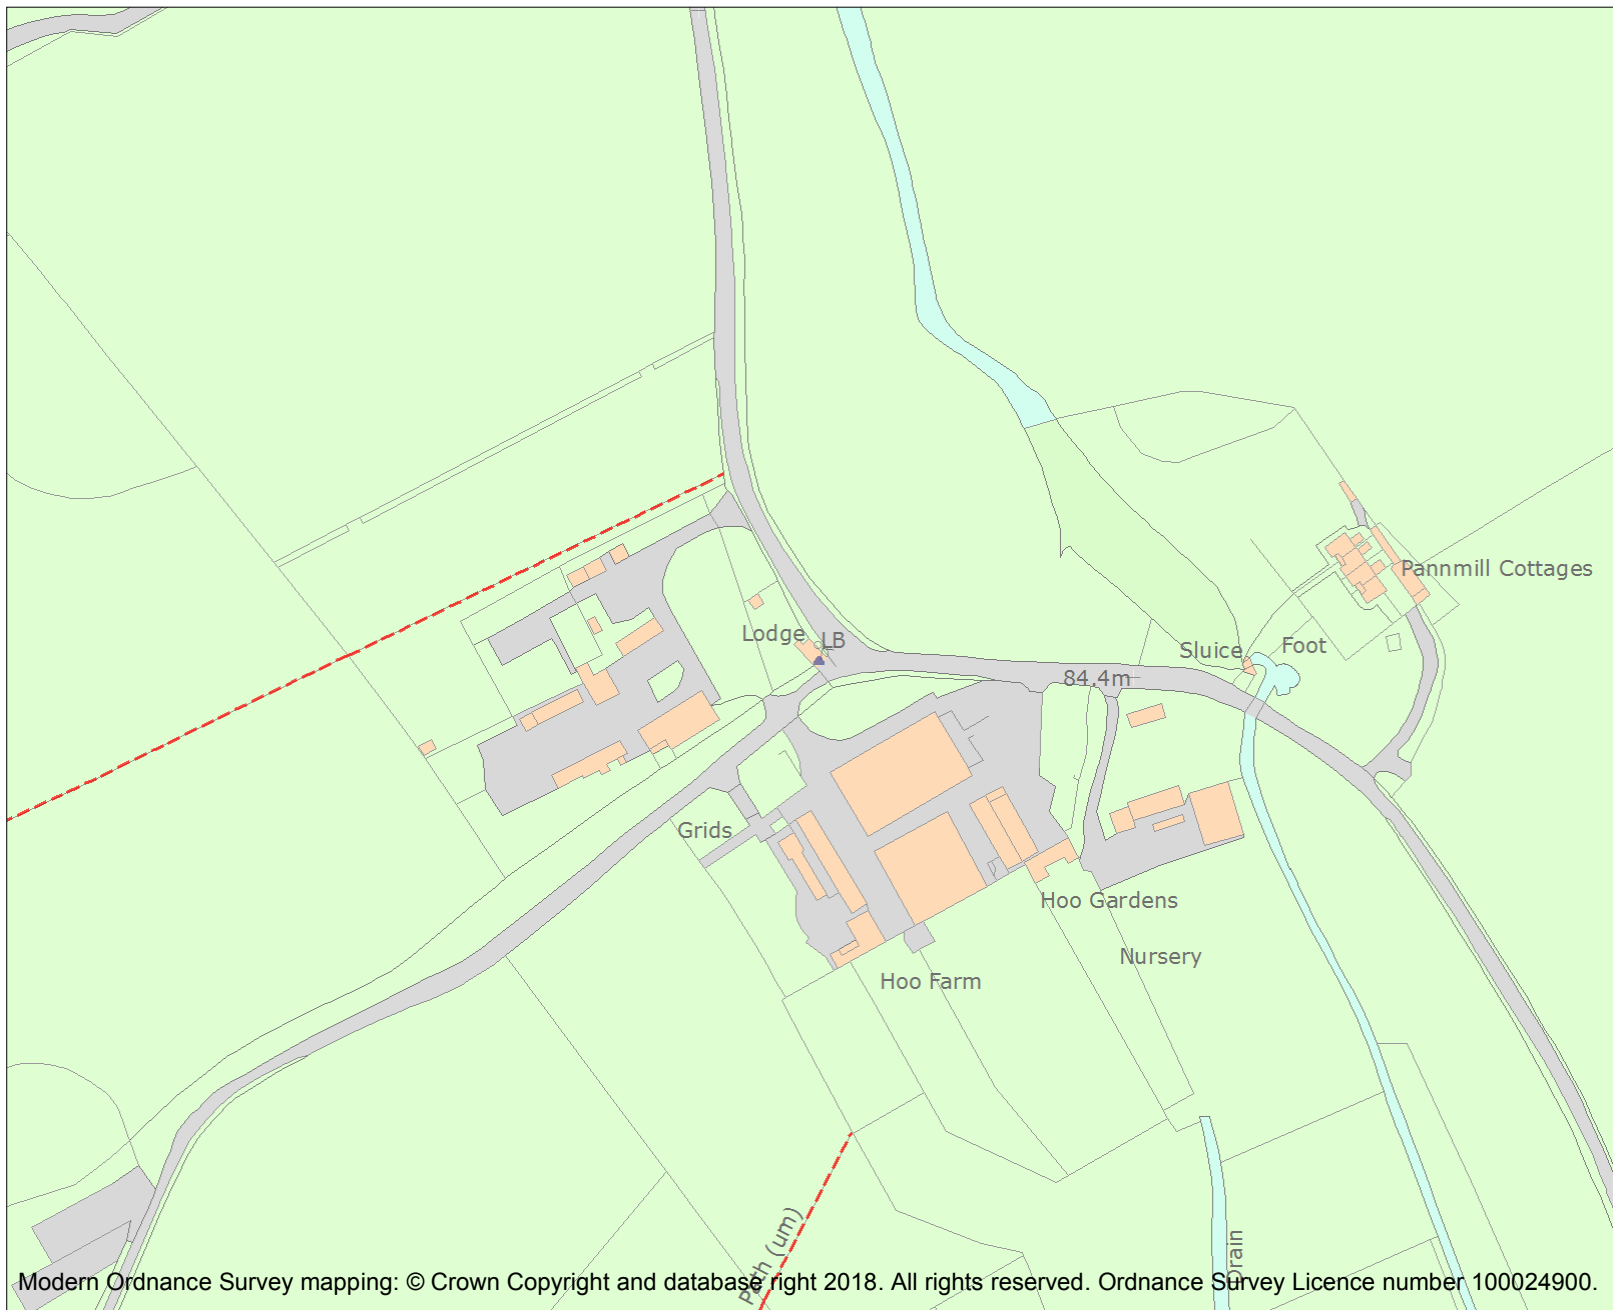 Pannmill Cottages
Lodge
LB
Sluice
Foot
84.4m
Grids
Hoo Gardens
Nursery
Hoo Farm
Path (um)
Drain
Modern Ordnance Survey mapping: © Crown Copyright and database right 2018. All rights reserved. Ordnance Survey Licence number 100024900.